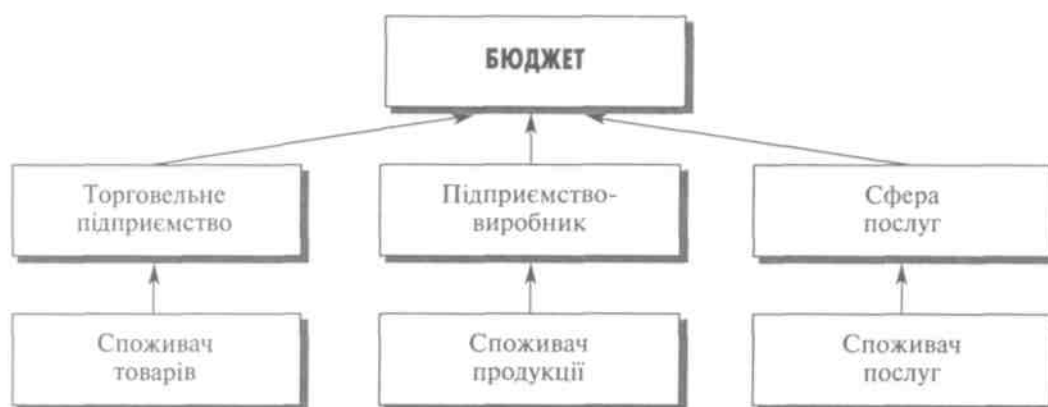 БЮДЖЕТ
Торговельне
підприємство
Підприємство-
виробник
Сфера
послуг
Споживач
товарів
Споживач
продукції
Споживач
послуг